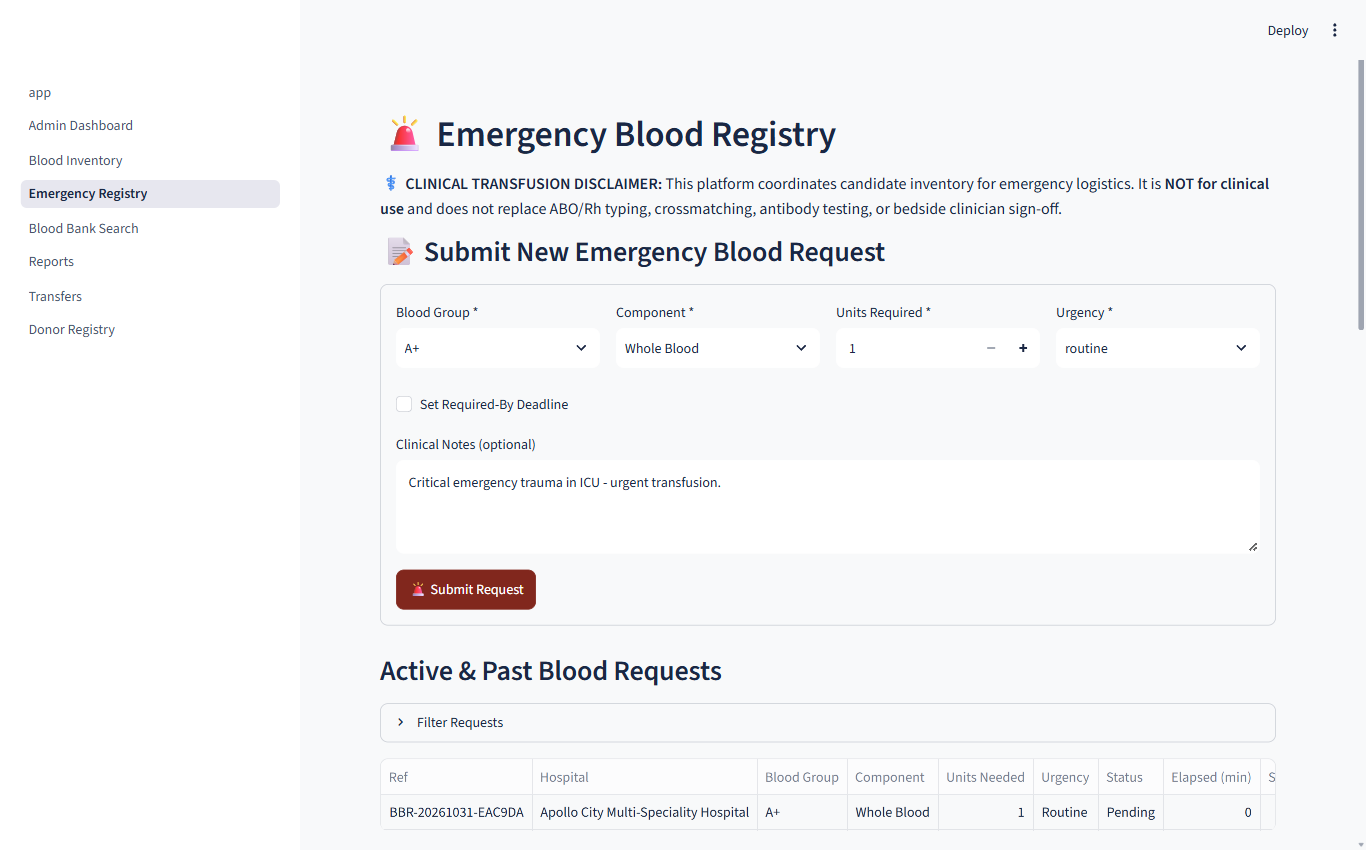 Deploy
app
Admin Dashboard
Blood Inventory
Emergency Registry
Blood Bank Search
Reports
Transfers
Donor Registry
Emergency Blood Registry
CLINICAL TRANSFUSION DISCLAIMER: This platform coordinates candidate inventory for emergency logistics. It is NOT for clinical
use and does not replace ABO/Rh typing, crossmatching, antibody testing, or bedside clinician sign-off.
Submit New Emergency Blood Request
Blood Group * Component * Units Required * Urgency *
A+ Whole Blood 1 routine
Set Required-By Deadline
Clinical Notes (optional)
Critical emergency trauma in ICU - urgent transfusion.
Submit Request
Active & Past Blood Requests
Filter Requests
Ref Hospital Blood Group Component Units Needed Urgency Status Elapsed (min) S
BBR-20261031-EAC9DA Apollo City Multi-Speciality Hospital A+ Whole Blood 1 Routine Pending 0